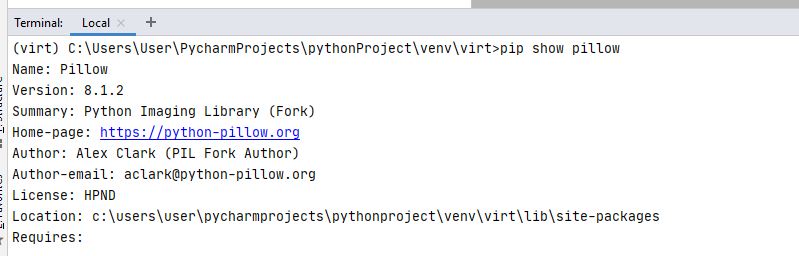 Terminal: Local × +
(virt) C:\Users\User\PycharmProjects\pythonProject\venv\virt>pip show pillow
Name: Pillow
Version: 8.1.2
Summary: Python Imaging Library (Fork)
Home-page: https://python-pillow.org
Author: Alex Clark (PIL Fork Author)
Author-email: aclark@python-pillow.org
License: HPND
Location: c:\users\user\pycharmprojects\pythonproject\venv\virt\lib\site-packages
Requires: